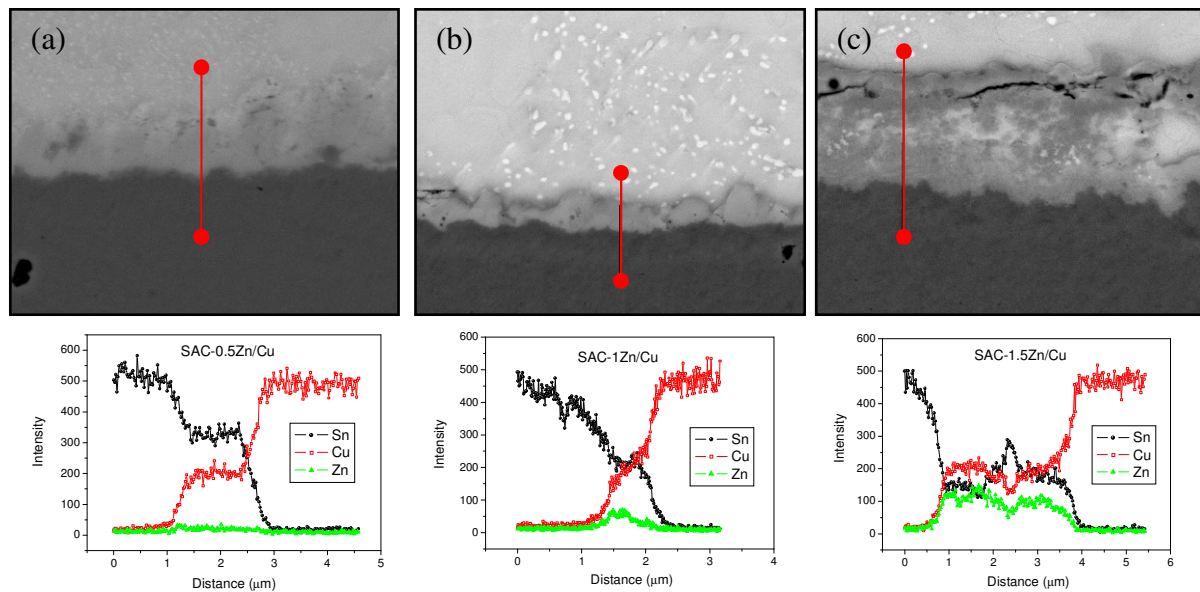 (a)
(b)
(c)
SAC-0.5Zn/Cu
600
500
400
300
200
100
0
Intensity
Sn
Cu
Zn
0 1 2 3 4 5
Distance (μm)
SAC-1Zn/Cu
600
500
400
300
200
100
0
Intensity
Sn
Cu
Zn
0 1 2 3
Distance (μm)
SAC-1.5Zn/Cu
600
500
400
300
200
100
0
Intensity
Sn
Cu
Zn
0 1 2 3 4 5 6
Distance (μm)